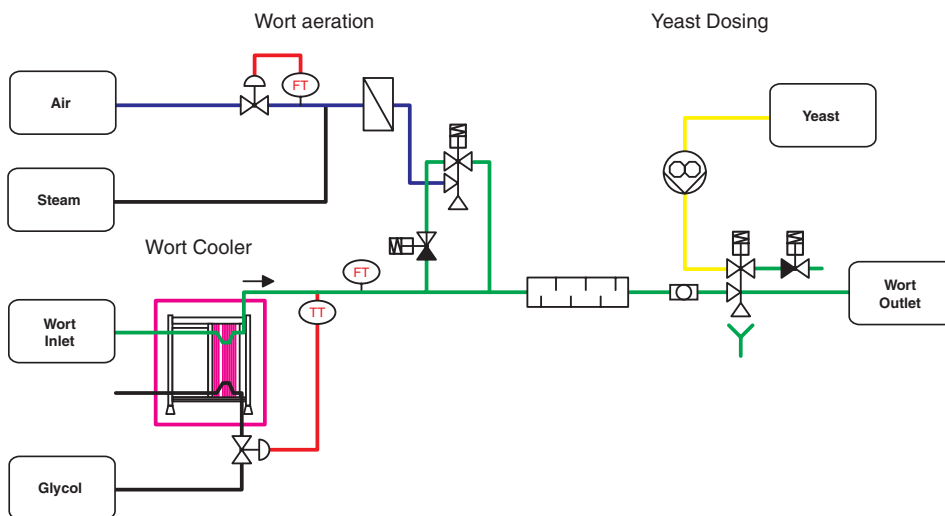 Wort aeration
Yeast Dosing
Air
FT
Yeast
Steam
Wort Cooler
FT
TT
Wort
Inlet
Wort
Outlet
Glycol